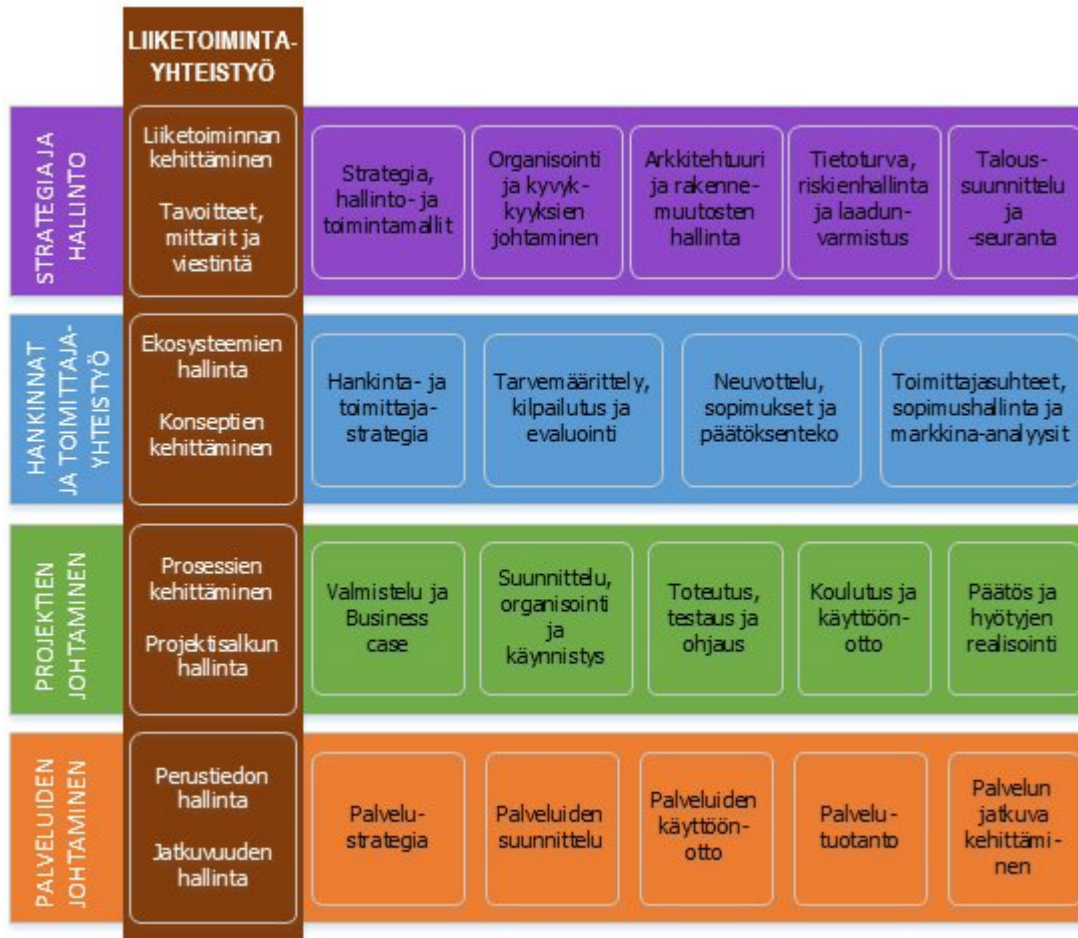 LIIKETOIMINTA-
YHTEISTYÖ
STRATEGIA JA
HALLINTO
Liiketoiminnan
kehittäminen
Tavoitteet,
mittarit ja
viestintä
Strategia,
hallinto- ja
toimintamallit
Organisointi
ja kyvyk-
kyyksien
johtaminen
Arkkitehtuuri
ja rakenne-
muutosten
hallinta
Tietoturva,
riskienhallinta
ja laadun-
varmistus
Talous-
suunnittelu
ja
-seuranta
HANKINNAT
JA TOIMITTAJA-
YHTEISTYÖ
Ekosysteemien
hallinta
Konseptien
kehittäminen
Hankinta- ja
toimittaja-
strategia
Tarvemäärittely,
kilpailutus ja
evaluointi
Neuvottelu,
sopimukset ja
päätöksenteko
Toimittajasuhteet,
sopimushallinta ja
markkina-analyysit
PROJEKTIEN
JOHTAMINEN
Prosessien
kehittäminen
Projektisalkun
hallinta
Valmistelu ja
Business
case
Suunnittelu,
organisointi
ja
käynnistys
Toteutus,
testaus ja
ohjaus
Koulutus ja
käyttöön-
otto
Päätös ja
hyötyjen
realisointi
PALVELUIDEN
JOHTAMINEN
Perustiedon
hallinta
Jatkuvuuden
hallinta
Palvelu-
strategia
Palveluiden
suunnittelu
Palveluiden
käyttöön-
otto
Palvelu-
tuotanto
Palvelun
jatkuva
kehittämi-
nen